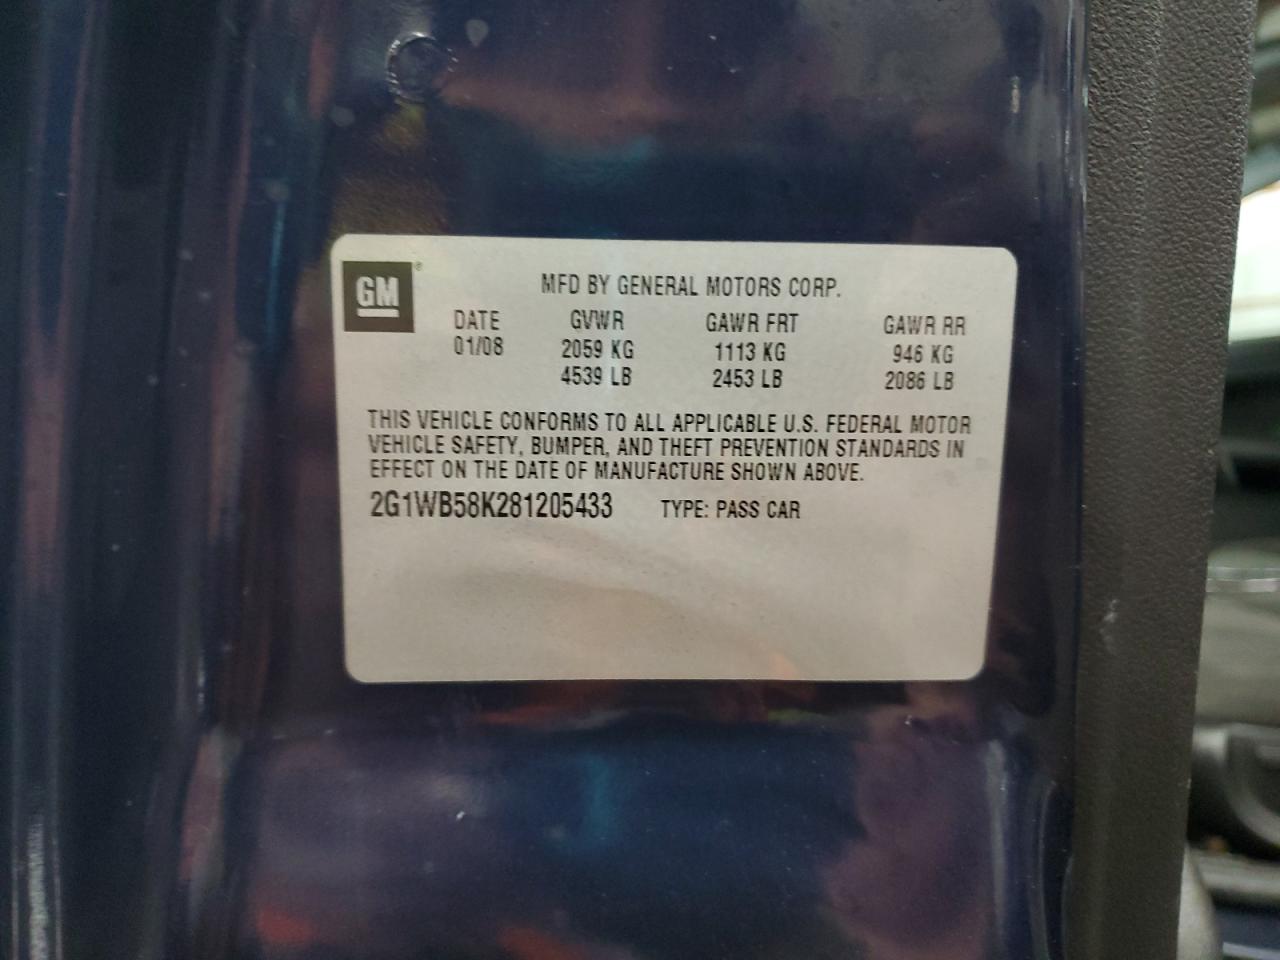 GM®
MFD BY GENERAL MOTORS CORP.
DATE GVWR GAWR FRT GAWR RR
01/08 2059 KG 1113 KG 946 KG
4539 LB 2453 LB 2086 LB
THIS VEHICLE CONFORMS TO ALL APPLICABLE U.S. FEDERAL MOTOR
VEHICLE SAFETY, BUMPER, AND THEFT PREVENTION STANDARDS IN
EFFECT ON THE DATE OF MANUFACTURE SHOWN ABOVE.
2G1WB58K281205433 TYPE: PASS CAR